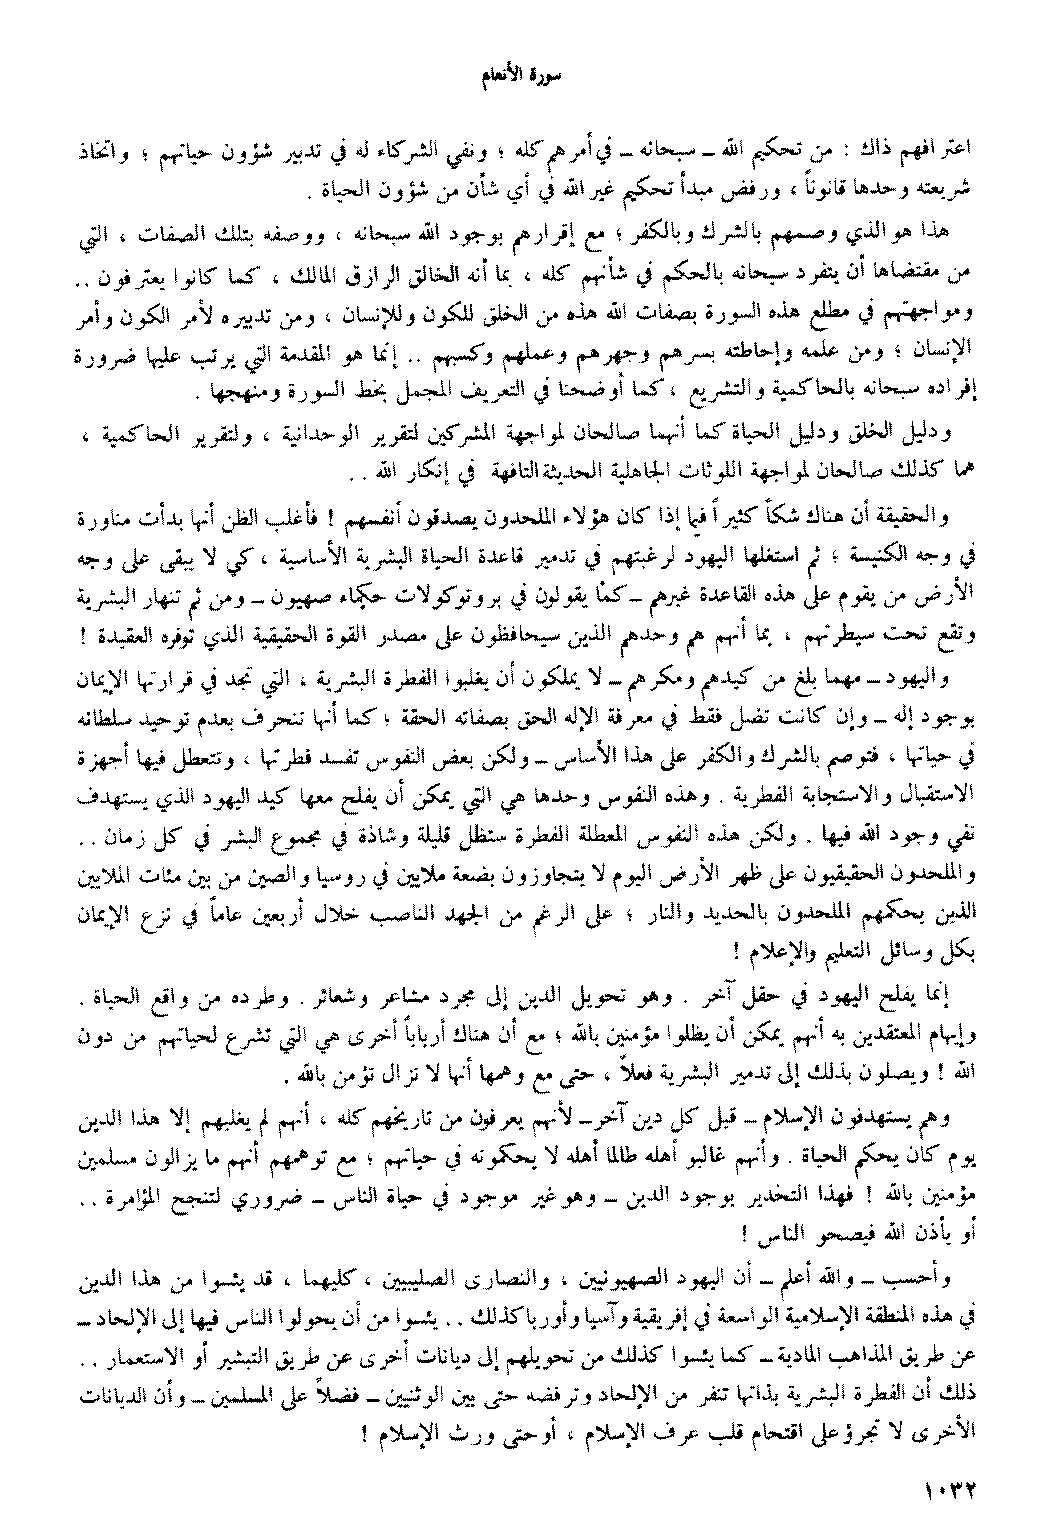 سورة الأنعام
اعترافهم ذاك : من تحكيم الله – سبحانه – في أمرهم كله ؛ ونفي الشركاء له في تدبير شؤون حياتهم ؛ واتخاذ
شريعته وحدها قانوناً ، ورفض مبدأ تحكيم غير الله في أي شأن من شؤون الحياة .
هذا هو الذي وصمهم بالشرك وبالكفر ؛ مع إقرارهم بوجود الله سبحانه ، ووصفه بتلك الصفات ، التي
من مقتضاها أن يتفرد سبحانه بالحكم في شأنهم كله ، بما أنه الخالق الرازق المالك ، كما كانوا يعترفون ..
ومواجهتهم في مطلع هذه السورة بصفات الله هذه من الخلق للكون وللإنسان ، ومن تدبيره لأمر الكون وأمر
الإنسان ؛ ومن علمه وإحاطته بسرهم وجهرهم وعملهم وكسبهم .. إنما هو المقدمة التي يرتب عليها ضرورة
إفراده سبحانه بالحاكمية والتشريع ، كما أوضحنا في التعريف المجمل بخط السورة ومنهجها .
ودليل الخلق ودليل الحياة كما أنهما صالحان لمواجهة المشركين لتقرير الوحدانية ، ولتقرير الحاكمية ،
هما كذلك صالحان لمواجهة اللوثات الجاهلية الحديثة التافهة في إنكار الله ..
والحقيقة أن هناك شكاً كثيراً فيما إذا كان هؤلاء الملحدون يصدقون أنفسهم ! فأغلب الظن أنها بدأت مناورة
في وجه الكنيسة ؛ ثم استغلها اليهود لرغبتهم في تدمير قاعدة الحياة البشرية الأساسية ، كي لا يبقى على وجه
الأرض من يقوم على هذه القاعدة غيرهم – كما يقولون في بروتوكولات حكماء صهيون – ومن ثم تنهار البشرية
وتقع تحت سيطرتهم ، بما أنهم هم وحدهم الذين سيحافظون على مصدر القوة الحقيقية الذي توفره العقيدة !
واليهود – مهما بلغ من كيدهم ومكرهم – لا يملكون أن يغلبوا الفطرة البشرية ، التي تجد في قرارتها الإيمان
بوجود إله – وإن كانت تضل فقط في معرفة الإله الحق بصفاته الحقة ؛ كما أنها تنحرف بعدم توحيد سلطانه
في حياتها ، فتوصم بالشرك والكفر على هذا الأساس – ولكن بعض النفوس تفسد فطرتها ، وتتعطل فيها أجهزة
الاستقبال والاستجابة الفطرية . وهذه النفوس وحدها هي التي يمكن أن يفلح معها كيد اليهود الذي يستهدف
نفي وجود الله فيها . ولكن هذه النفوس المعطلة الفطرة ستظل قليلة وشاذة في مجموع البشر في كل زمان ..
والملحدون الحقيقيون على ظهر الأرض اليوم لا يتجاوزون بضعة ملايين في روسيا والصين من بين مئات الملايين
الذين يحكمهم الملحدون بالحديد والنار ؛ على الرغم من الجهد الناصب خلال أربعين عاماً في نزع الإيمان
بكل وسائل التعليم والإعلام !
إنما يفلح اليهود في حقل آخر . وهو تحويل الدين إلى مجرد مشاعر وشعائر . وطرده من واقع الحياة .
وإيهام المعتقدين به أنهم يمكن أن يظلوا مؤمنين بالله ؛ مع أن هناك أرباباً أخرى هي التي تشرع لحياتهم من دون
الله ! ويصلون بذلك إلى تدمير البشرية فعلاً ، حتى مع وهمها أنها لا تزال تؤمن بالله .
وهم يستهدفون الإسلام – قبل كل دين آخر – لأنهم يعرفون من تاريخهم كله ، أنهم لم يغلبهم إلا هذا الدين
يوم كان يحكم الحياة . وأنهم غالبو أهله طالما أهله لا يحكمونه في حياتهم ؛ مع توهمهم أنهم ما يزالون مسلمين
مؤمنين بالله ! فهذا التخدير بوجود الدين – وهو غير موجود في حياة الناس – ضروري لتنجح المؤامرة ..
أو يأذن الله فيصحو الناس !
وأحسب – والله أعلم – أن اليهود الصهيونيين ، والنصارى الصليبيين ، كليهما ، قد يئسوا من هذا الدين
في هذه المنطقة الإسلامية الواسعة في إفريقية وآسيا وأوربا كذلك .. يئسوا من أن يحولوا الناس فيها إلى الإلحاد –
عن طريق المذاهب المادية – كما يئسوا كذلك من تحويلهم إلى ديانات أخرى عن طريق التبشير أو الاستعمار ..
ذلك أن الفطرة البشرية بذاتها تنفر من الإلحاد وترفضه حتى بين الوثنيين – فضلاً على المسلمين – وأن الديانات
الأخرى لا تجرؤ على اقتحام قلب عرف الإسلام ، أو حتى ورث الإسلام !
١٠٣٢